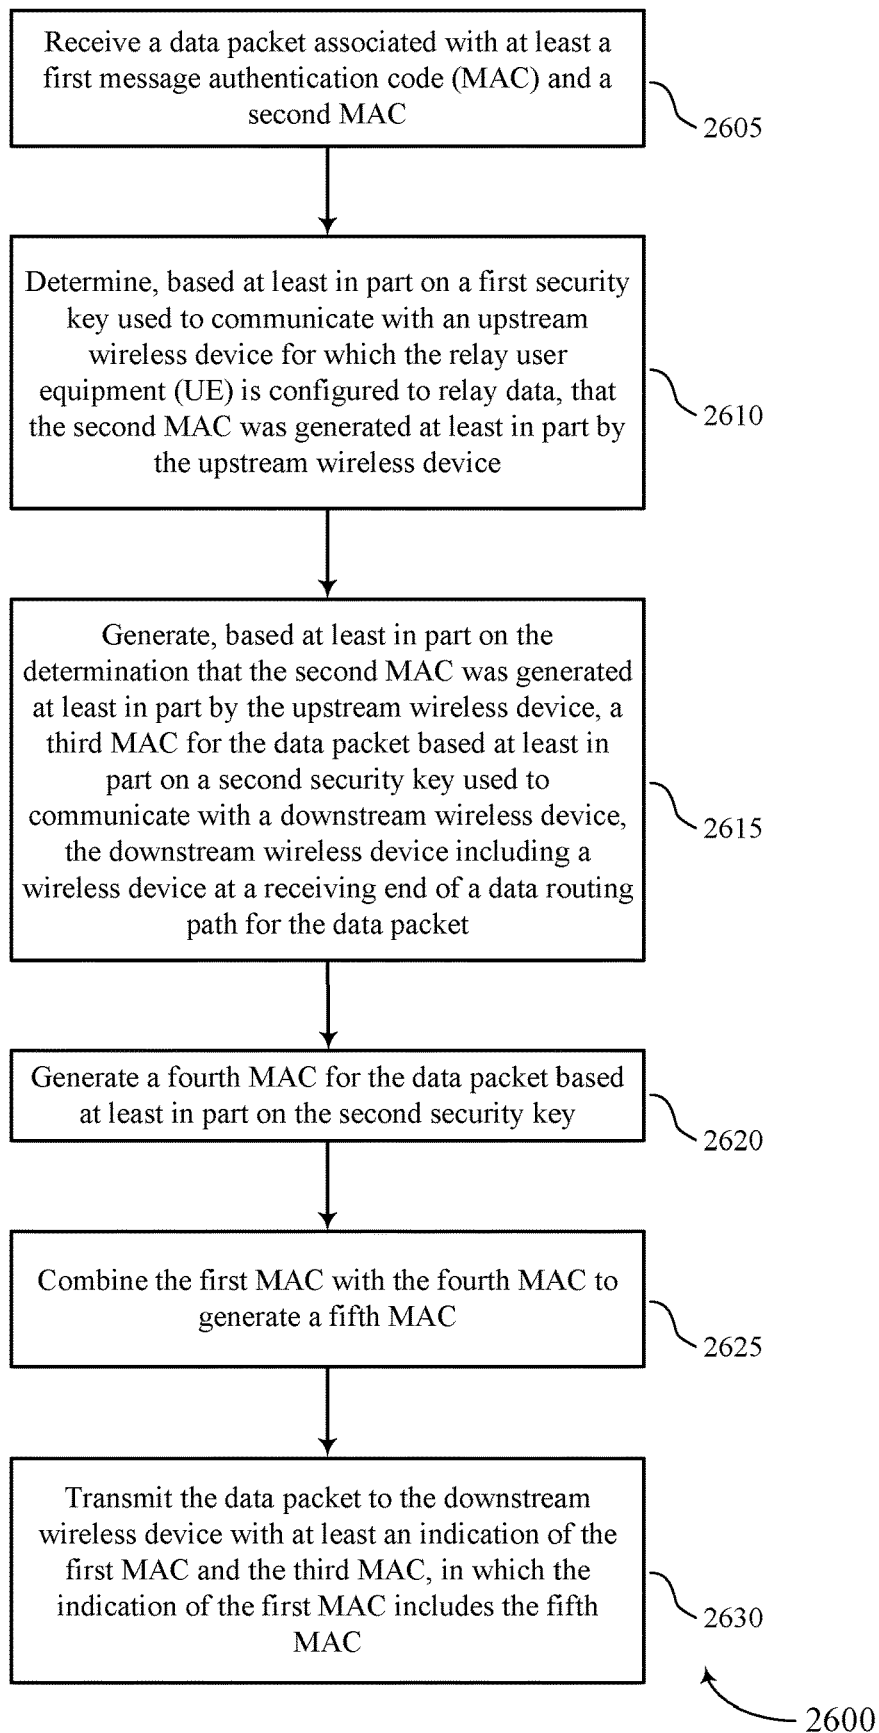 Receive a data packet associated with at least a
first message authentication code (MAC) and a
second MAC
2605
Determine, based at least in part on a first security
key used to communicate with an upstream
wireless device for which the relay user
equipment (UE) is configured to relay data, that
the second MAC was generated at least in part by
the upstream wireless device
2610
Generate, based at least in part on the
determination that the second MAC was generated
at least in part by the upstream wireless device, a
third MAC for the data packet based at least in
part on a second security key used to
communicate with a downstream wireless device,
the downstream wireless device including a
wireless device at a receiving end of a data routing
path for the data packet
2615
Generate a fourth MAC for the data packet based
at least in part on the second security key
2620
Combine the first MAC with the fourth MAC to
generate a fifth MAC
2625
Transmit the data packet to the downstream
wireless device with at least an indication of the
first MAC and the third MAC, in which the
indication of the first MAC includes the fifth
MAC
2630
2600